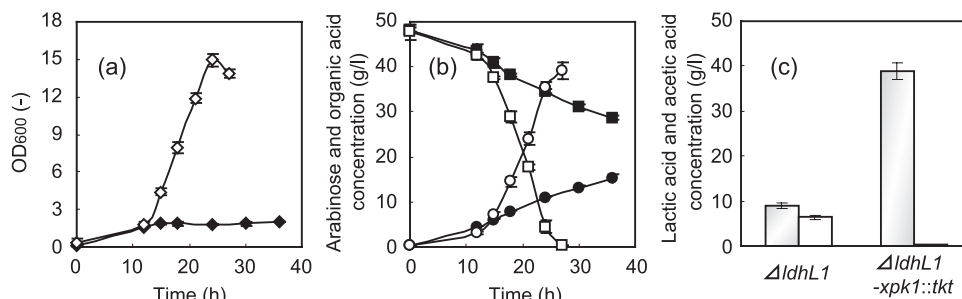 18
15
12
9
6
3
0
OD600 (-)
(a)
0 10 20 30 40
Time (h)
50
40
30
20
10
0
Arabinose and organic acid
concentration (g/l)
(b)
0 10 20 30 40
Time (h)
50
40
30
20
10
0
Lactic acid and acetic acid
concentration (g/l)
(c)
ΔldhL1
ΔldhL1
-xpk1::tkt